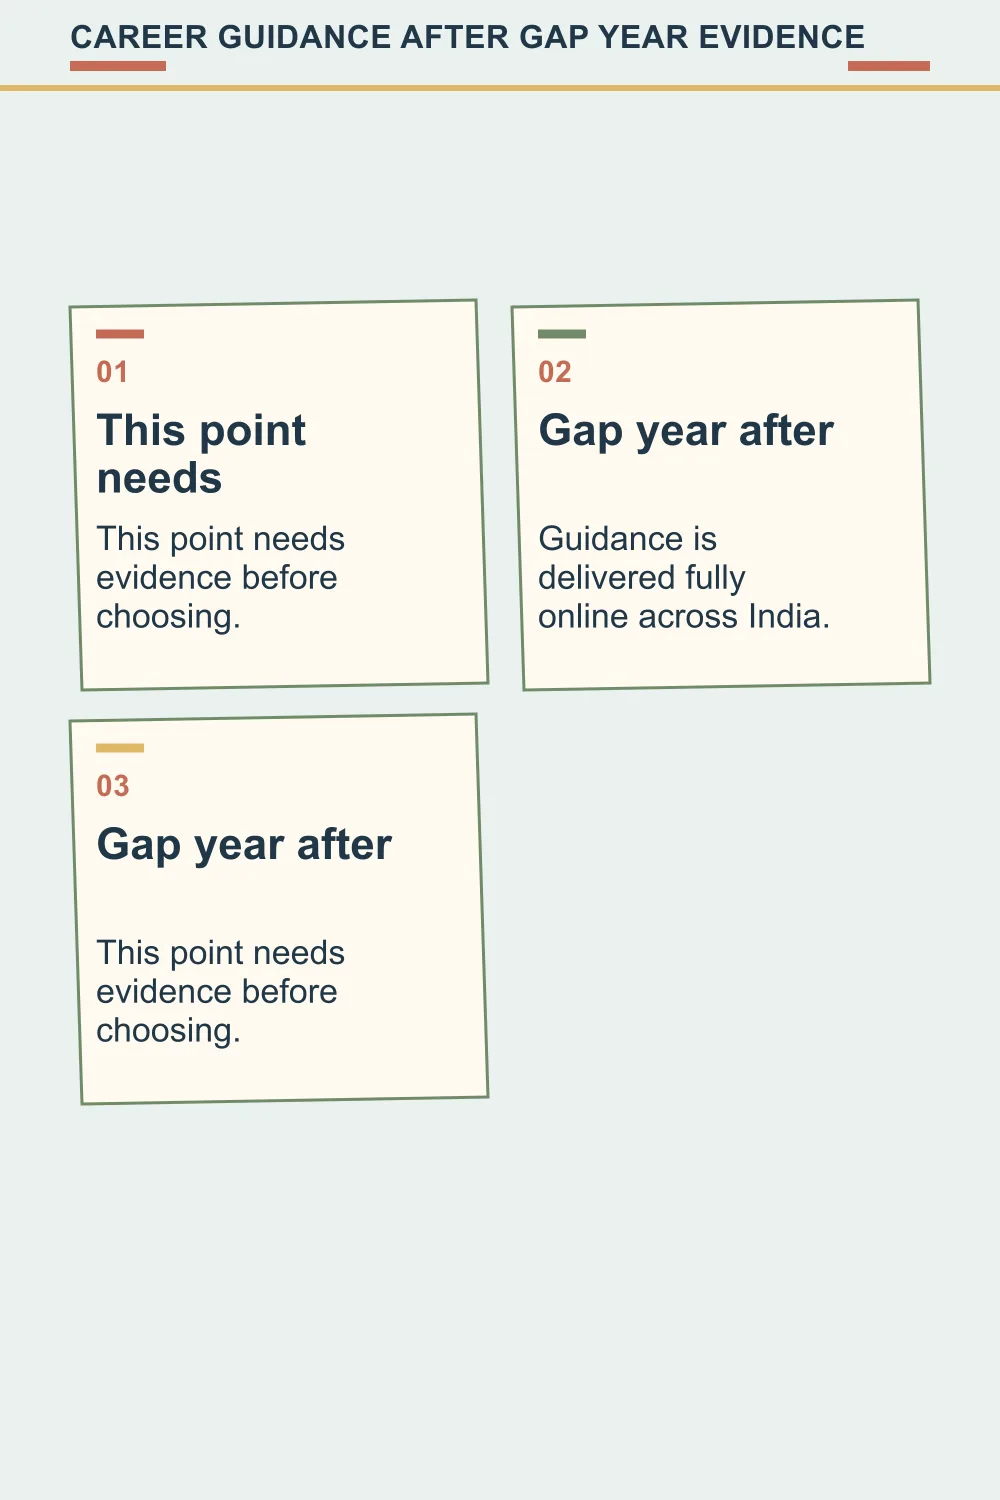 CAREER GUIDANCE AFTER GAP YEAR EVIDENCE
01
This point
needs
This point needs
evidence before
choosing.
02
Gap year after
Guidance is
delivered fully
online across India.
03
Gap year after
This point needs
evidence before
choosing.